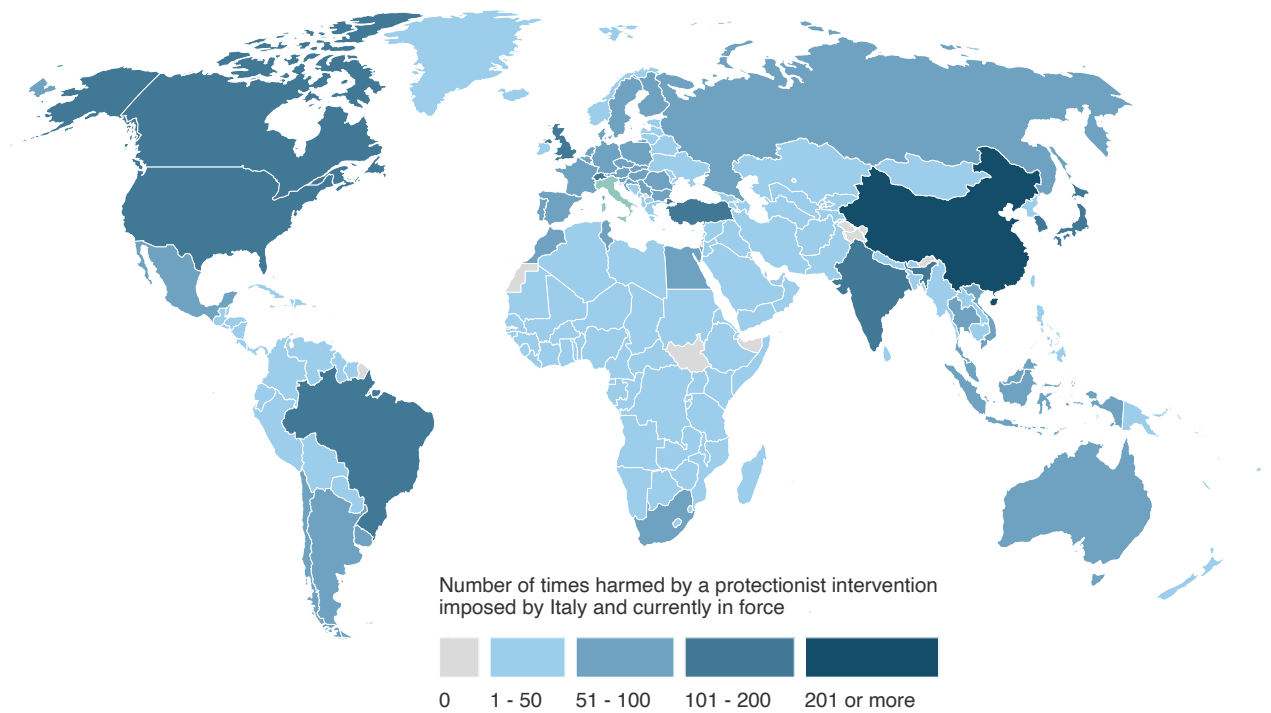 Number of times harmed by a protectionist intervention
imposed by Italy and currently in force
0 1 - 50 51 - 100 101 - 200 201 or more